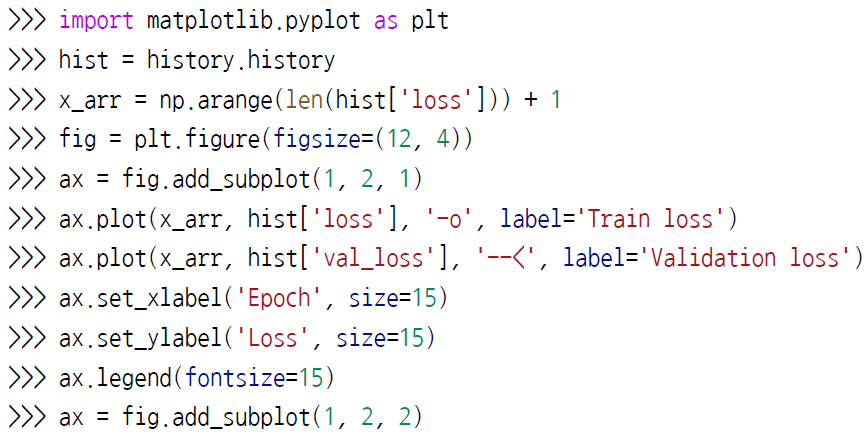 >>> import matplotlib.pyplot as plt
>>> hist = history.history
>>> x_arr = np.arange(len(hist['loss'])) + 1
>>> fig = plt.figure(figsize=(12, 4))
>>> ax = fig.add_subplot(1, 2, 1)
>>> ax.plot(x_arr, hist['loss'], '-o', label='Train loss')
>>> ax.plot(x_arr, hist['val_loss'], '--<', label='Validation loss')
>>> ax.set_xlabel('Epoch', size=15)
>>> ax.set_ylabel('Loss', size=15)
>>> ax.legend(fontsize=15)
>>> ax = fig.add_subplot(1, 2, 2)